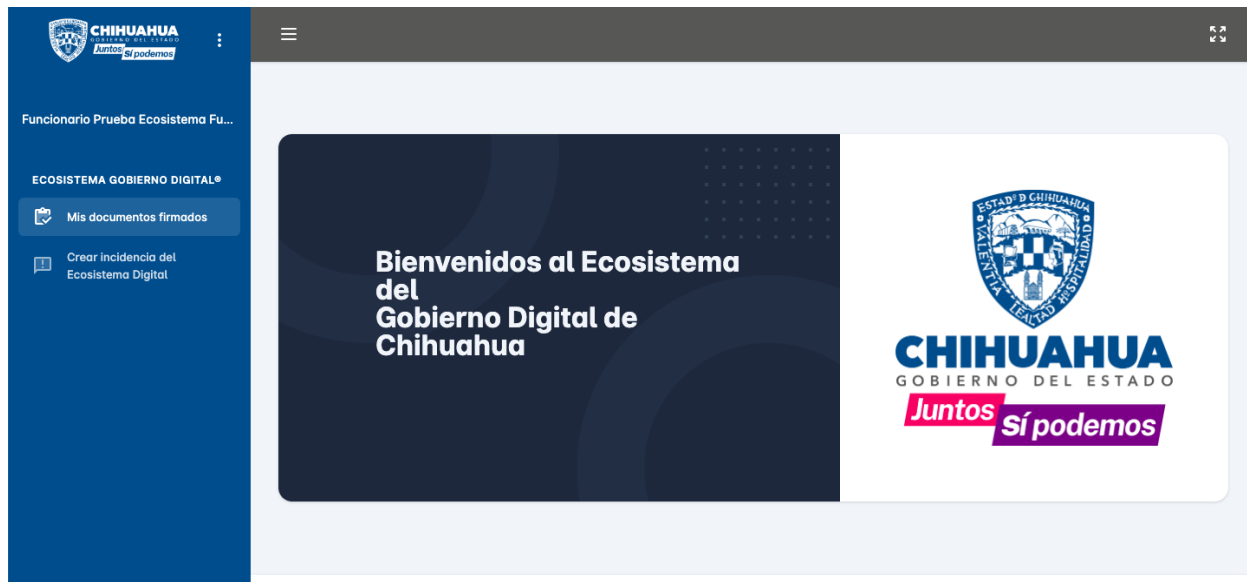 CHIHUAHUA
GOBIERNO DEL ESTADO
Juntos
Sí podemos
Funcionario Prueba Ecosistema Fu...
ECOSISTEMA GOBIERNO DIGITAL®
Mis documentos firmados
Crear incidencia del
Ecosistema Digital
Bienvenidos al Ecosistema
del
Gobierno Digital de
Chihuahua
ESTADº D CHIHUAHUA
VALENTIA
LEALTAD
HOSPITALIDAD
CHIHUAHUA
GOBIERNO DEL ESTADO
Juntos
Sí podemos